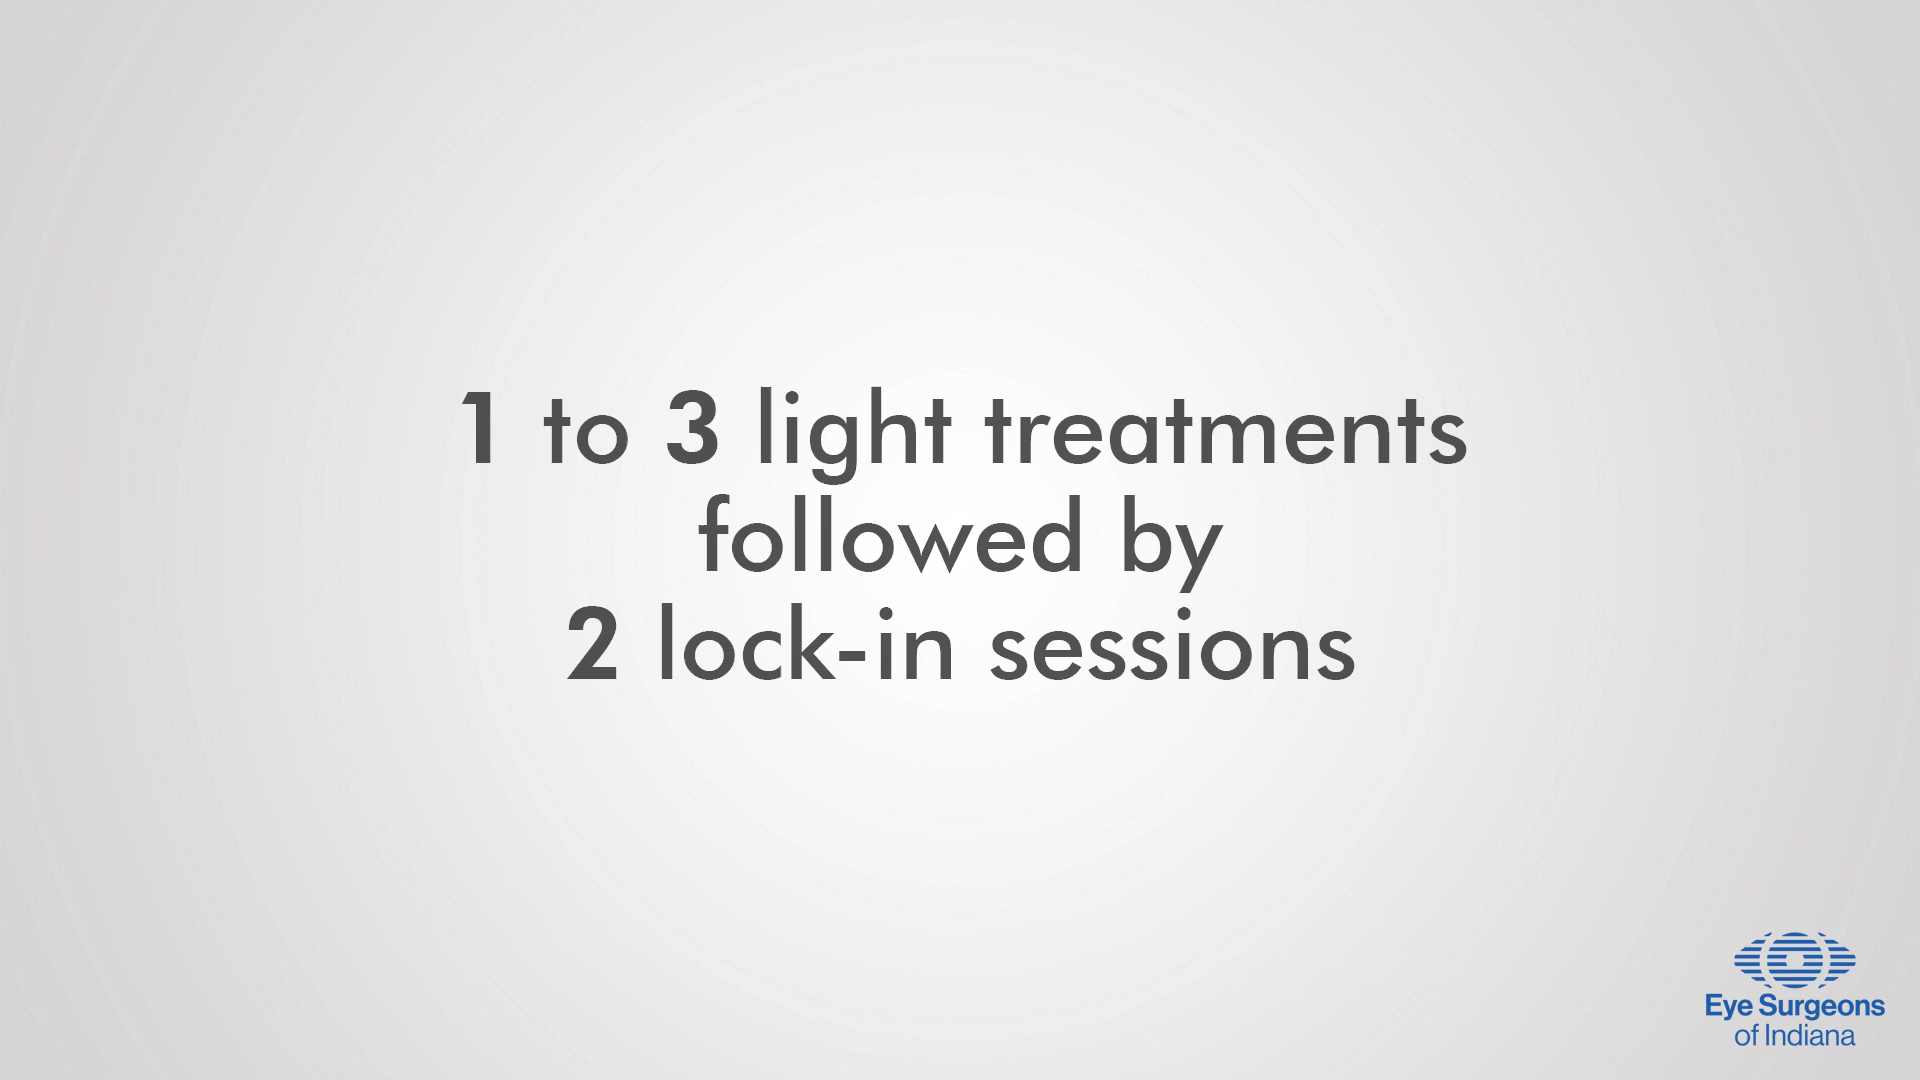 1 to 3 light treatments
followed by
2 lock-in sessions
Eye Surgeons
of Indiana